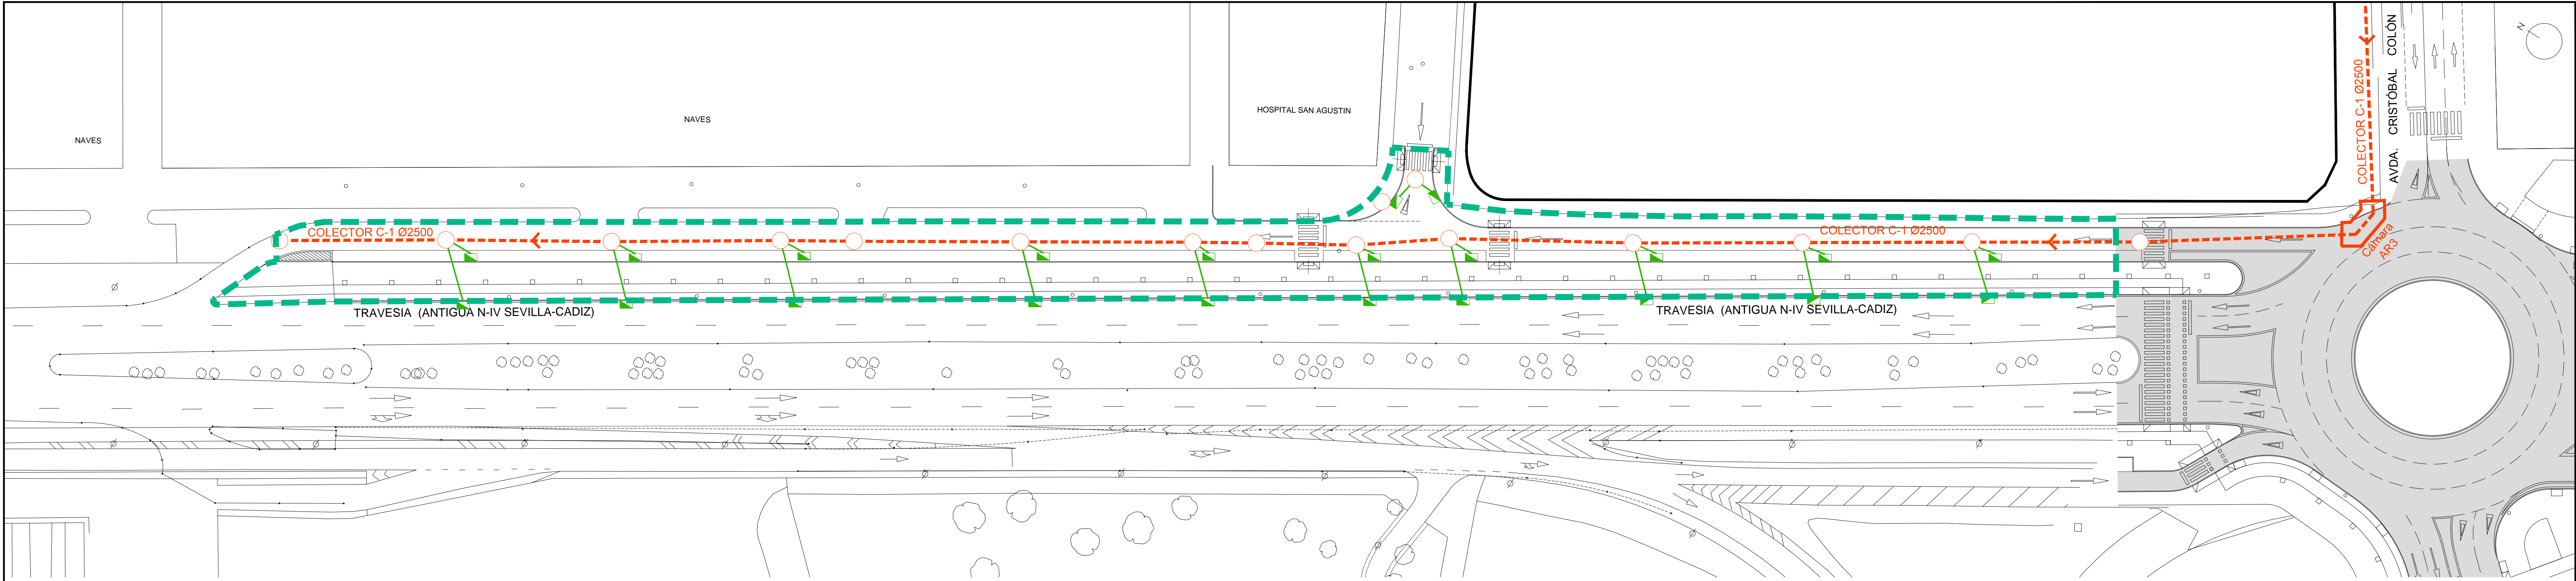 NAVES
NAVES
HOSPITAL SAN AGUSTIN
COLECTOR C-1 Ø2500
AVDA. CRISTÓBAL COLÓN
N
COLECTOR C-1 Ø2500
COLECTOR C-1 Ø2500
Cámara
AR3
TRAVESIA (ANTIGUA N-IV SEVILLA-CADIZ)
TRAVESIA (ANTIGUA N-IV SEVILLA-CADIZ)